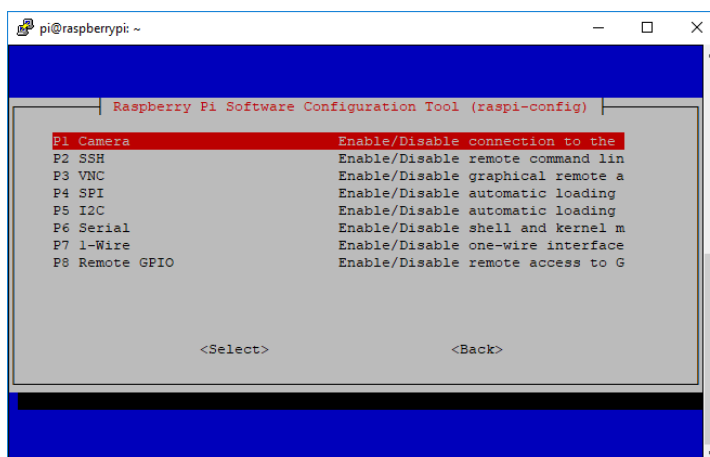 pi@raspberrypi: ~
Raspberry Pi Software Configuration Tool (raspi-config)
P1 Camera Enable/Disable connection to the
P2 SSH Enable/Disable remote command lin
P3 VNC Enable/Disable graphical remote a
P4 SPI Enable/Disable automatic loading
P5 I2C Enable/Disable automatic loading
P6 Serial Enable/Disable shell and kernel m
P7 1-Wire Enable/Disable one-wire interface
P8 Remote GPIO Enable/Disable remote access to G
<Select> <Back>